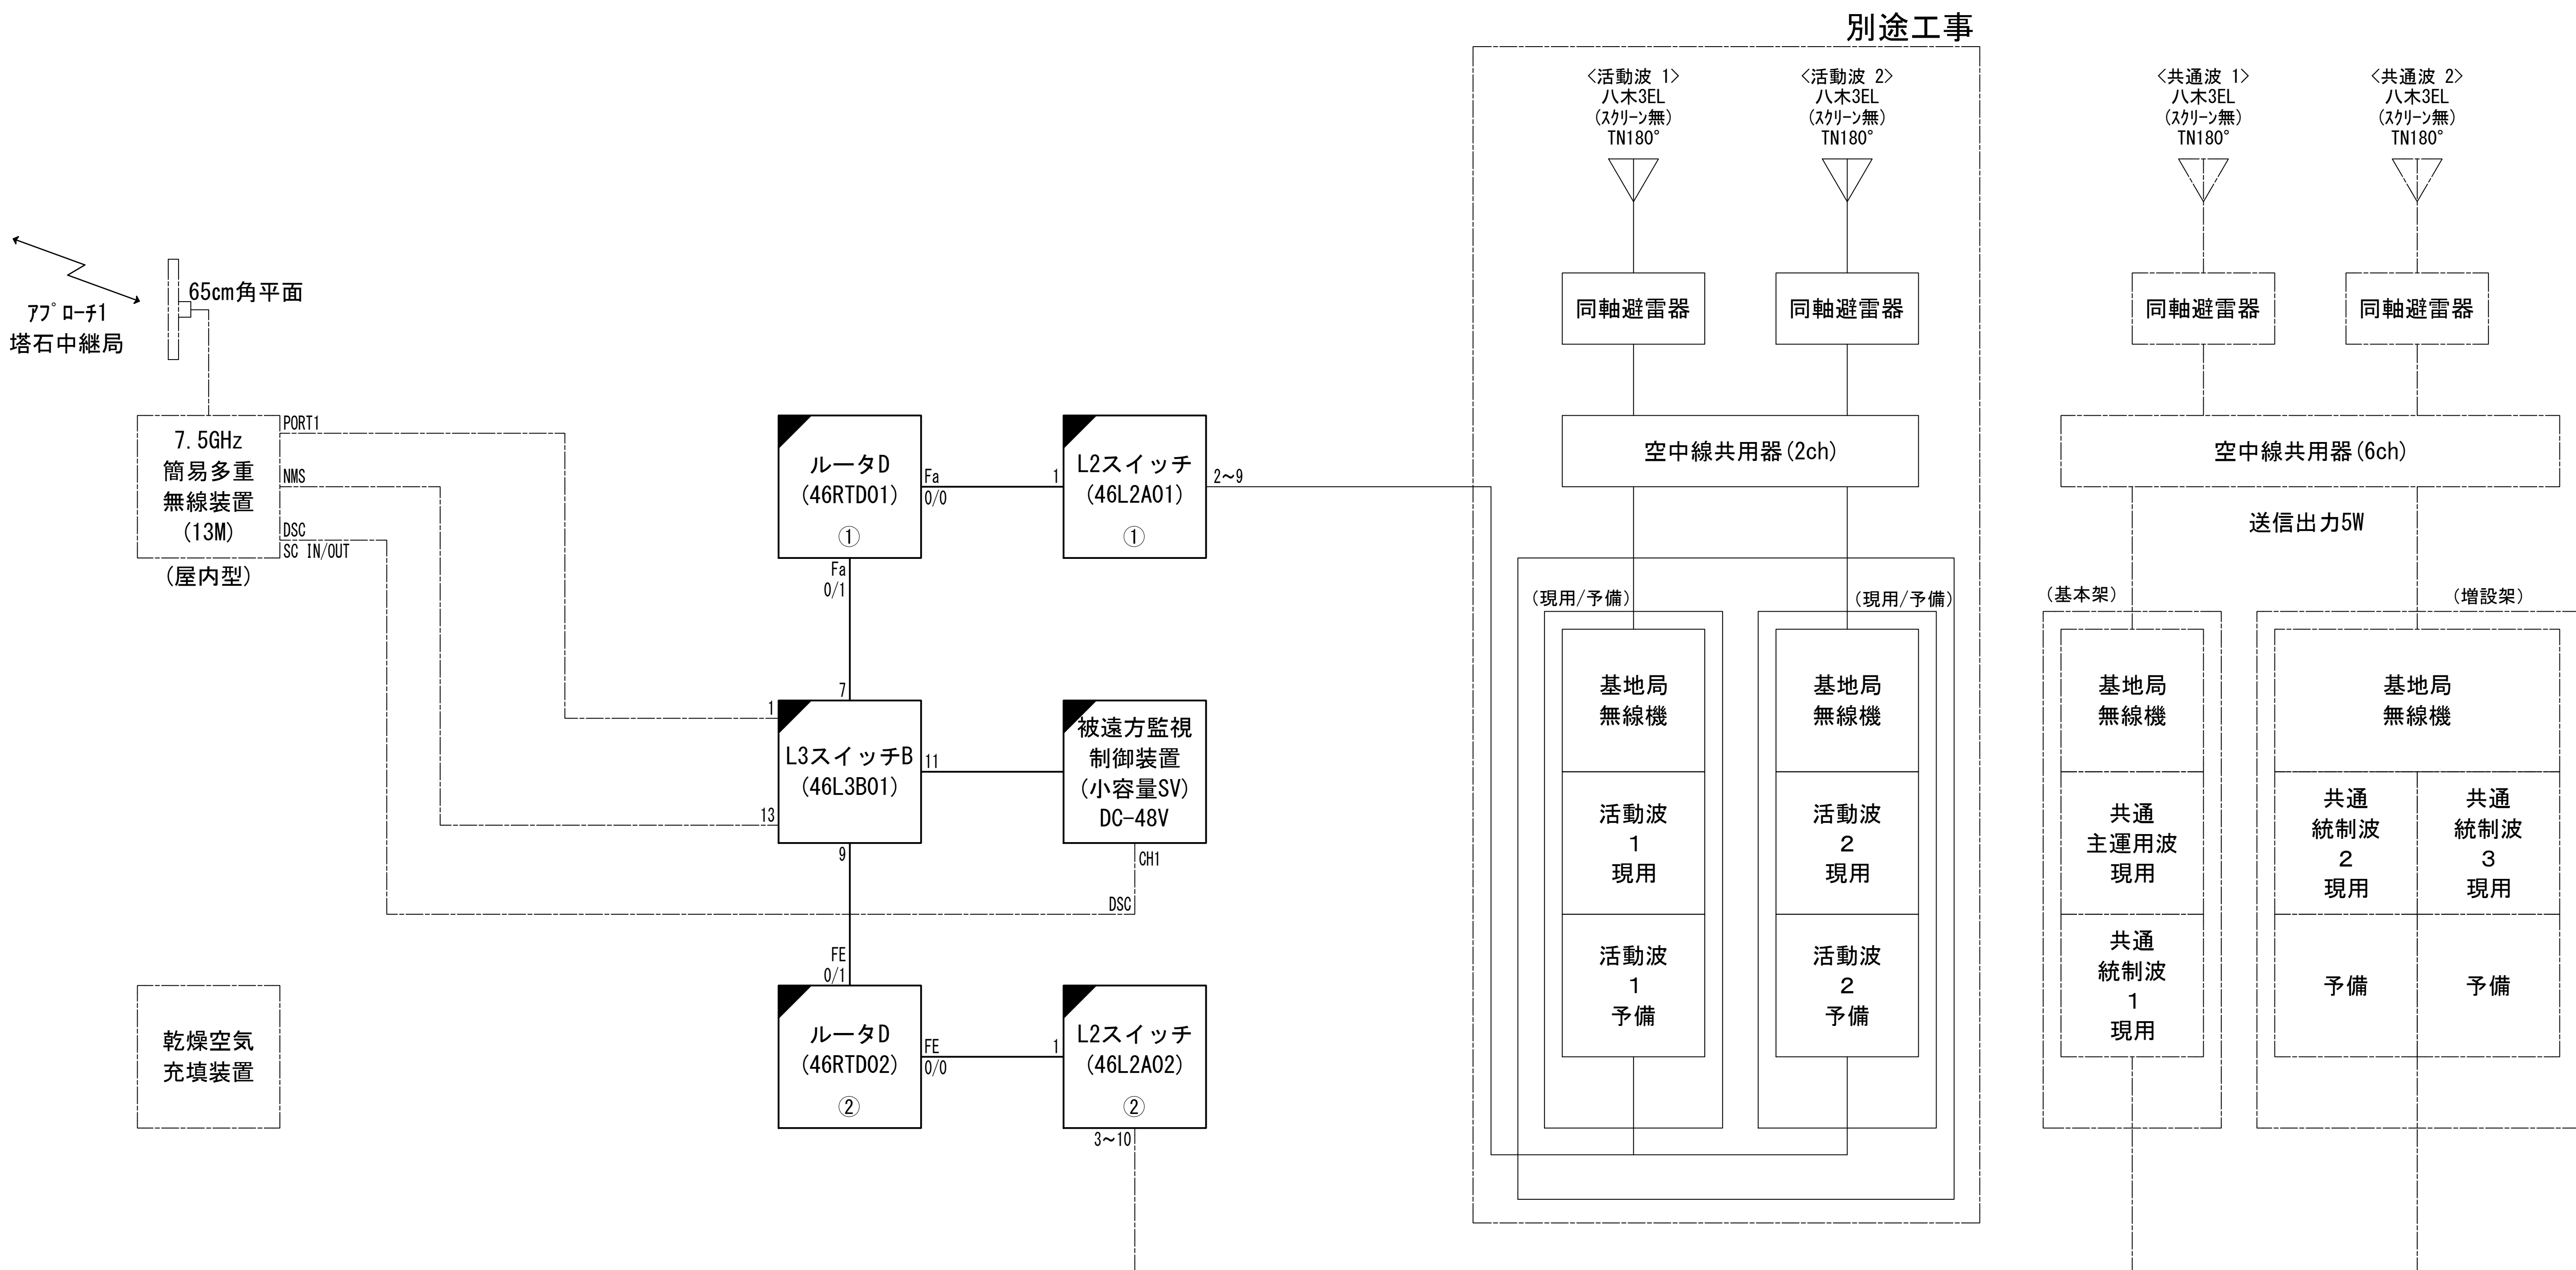 別途工事
<活動波 1>
八木3EL
(ｽｸﾘｰﾝ無)
TN180°
<活動波 2>
八木3EL
(ｽｸﾘｰﾝ無)
TN180°
<共通波 1>
八木3EL
(ｽｸﾘｰﾝ無)
TN180°
<共通波 2>
八木3EL
(ｽｸﾘｰﾝ無)
TN180°
65cm角平面
ｱﾌﾟﾛｰﾁ1
塔石中継局
同軸避雷器
同軸避雷器
同軸避雷器
同軸避雷器
7.5GHz
簡易多重
無線装置
(13M)
(屋内型)
PORT1
NMS
DSC
SC IN/OUT
ルータD
(46RTD01)
①
Fa
0/0
Fa
0/1
1
L2スイッチ
(46L2A01)
①
2～9
空中線共用器(2ch)
空中線共用器(6ch)
送信出力5W
(現用/予備)
(現用/予備)
(基本架)
(増設架)
7
1
13
L3スイッチB
(46L3B01)
11
9
被遠方監視
制御装置
(小容量SV)
DC-48V
CH1
DSC
基地局
無線機
活動波
1
現用
活動波
1
予備
基地局
無線機
活動波
2
現用
活動波
2
予備
基地局
無線機
共通
主運用波
現用
共通
統制波
1
現用
基地局
無線機
共通
統制波
2
現用
共通
統制波
3
現用
予備
予備
乾燥空気
充填装置
FE
0/1
ルータD
(46RTD02)
②
FE
0/0
1
L2スイッチ
(46L2A02)
②
3～10